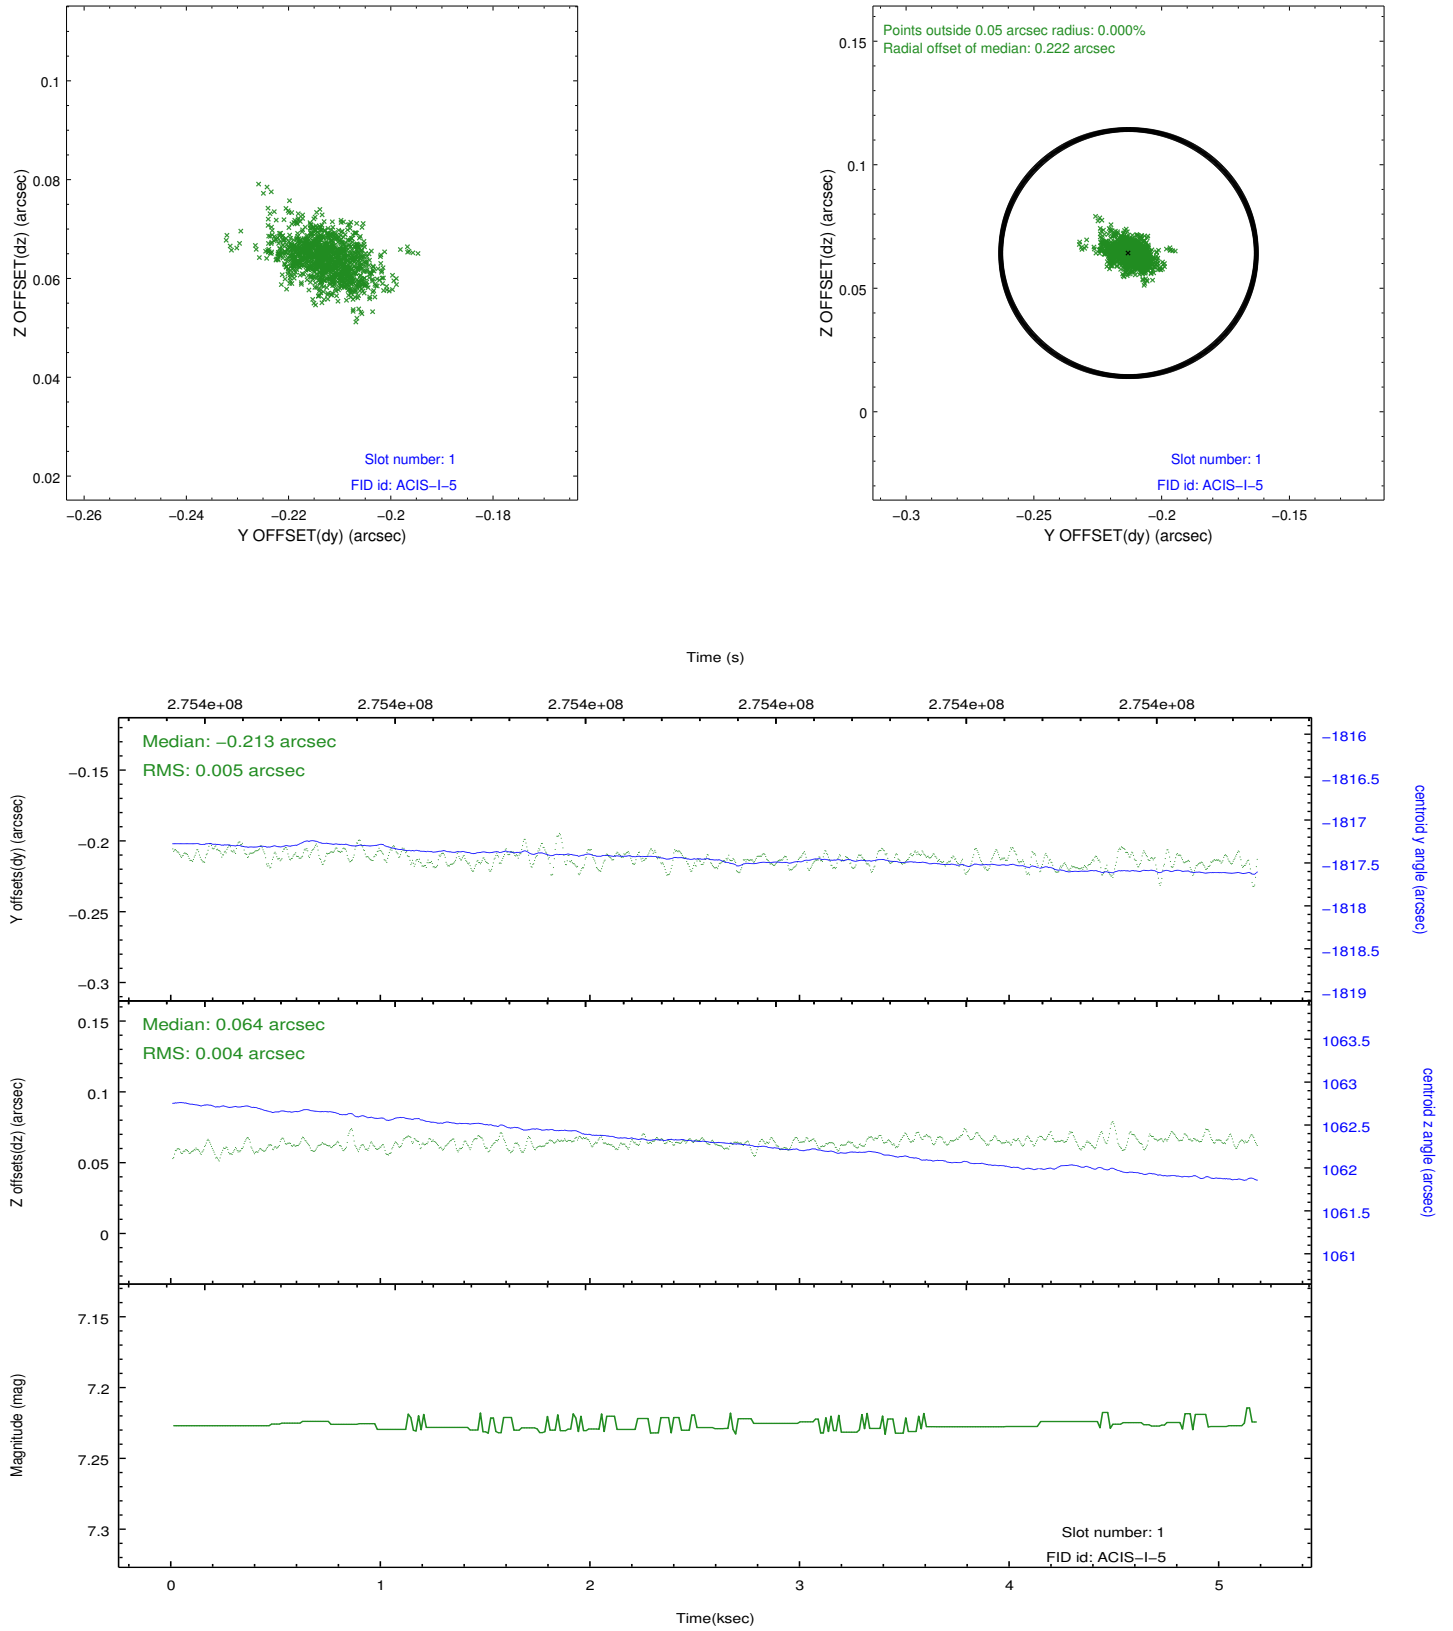 0.1
0.08
0.06
0.04
0.02
Z OFFSET(dz) (arcsec)
Slot number: 1
FID id: ACIS−I−5
−0.26 −0.24 −0.22 −0.2 −0.18
Y OFFSET(dy) (arcsec)
Points outside 0.05 arcsec radius: 0.000%
Radial offset of median: 0.222 arcsec
0.15
0.1
0.05
0
Z OFFSET(dz) (arcsec)
Slot number: 1
FID id: ACIS−I−5
−0.3 −0.25 −0.2 −0.15
Y OFFSET(dy) (arcsec)
Time (s)
2.754e+08 2.754e+08 2.754e+08 2.754e+08 2.754e+08 2.754e+08
Median: −0.213 arcsec
RMS: 0.005 arcsec
−0.15
−0.2
−0.25
−0.3
Y offsets(dy) (arcsec)
−1816
−1816.5
−1817
−1817.5
−1818
−1818.5
−1819
centroid y angle (arcsec)
Median: 0.064 arcsec
RMS: 0.004 arcsec
0.15
0.1
0.05
0
Z offsets(dz) (arcsec)
1063.5
1063
1062.5
1062
1061.5
1061
centroid z angle (arcsec)
7.15
7.2
7.25
7.3
Magnitude (mag)
Slot number: 1
FID id: ACIS−I−5
0 1 2 3 4 5
Time(ksec)